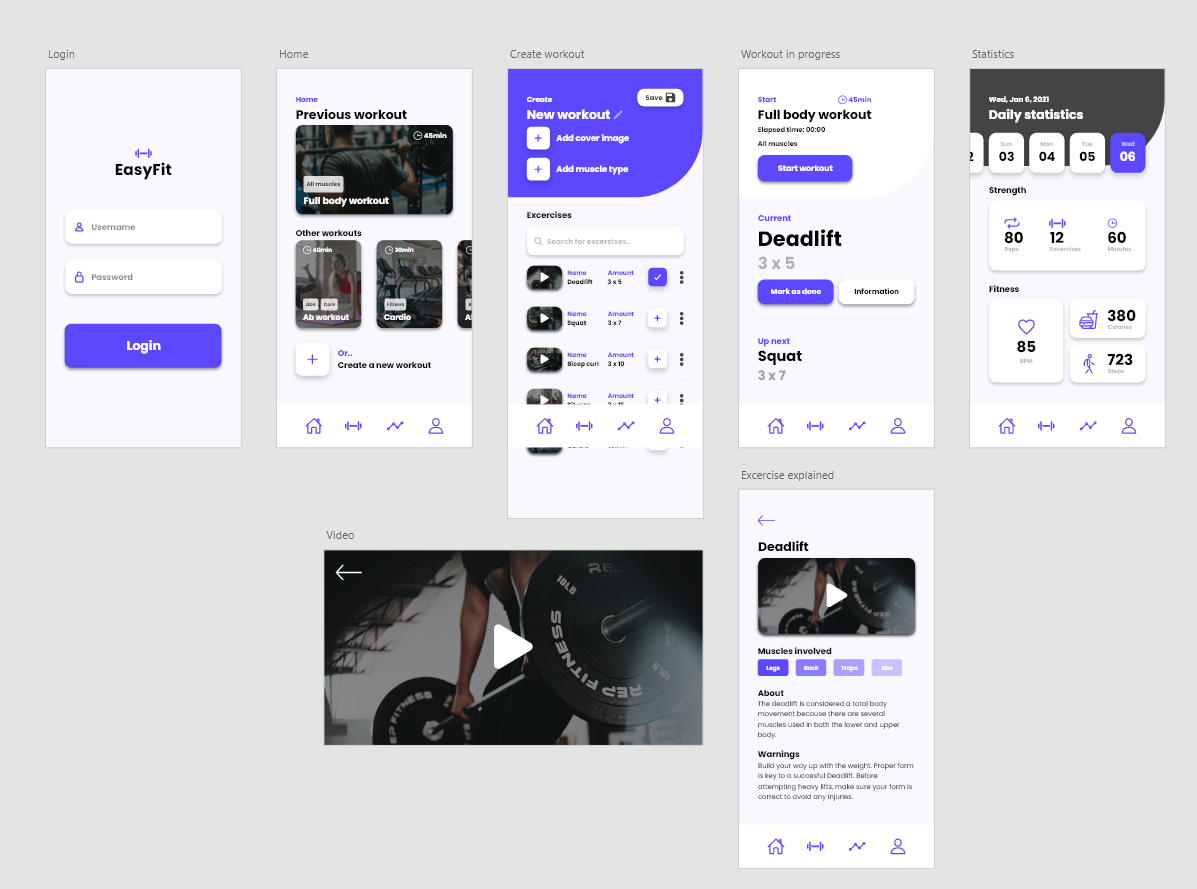 Login
EasyFit
Username
Password
Login
Home
Home
Previous workout
45min
All muscles
Full body workout
Other workouts
40min
30min
Abs Core
Fitness
Ab workout
Cardio
Or..
Create a new workout
Create workout
Create
Save
New workout
Add cover image
Add muscle type
Excercises
Search for excercises..
Name Amount
Deadlift 3 x 5
Name Amount
Squat 3 x 7
Name Amount
Bicep curl 3 x 10
Name Amount
Workout in progress
Start 45min
Full body workout
Elapsed time: 00:00
All muscles
Start workout
Current
Deadlift
3 x 5
Mark as done Information
Up next
Squat
3 x 7
Statistics
Wed, Jan 6, 2021
Daily statistics
2 Sun Mon Tue Wed
03 04 05 06
Strength
80 12 60
Reps Excercises Minutes
Fitness
85
BPM
380
Calories
723
Steps
Video
10LB
REP
REP FITNESS
10LB
REP FITNESS
Excercise explained
Deadlift
Muscles involved
Legs Back Traps Abs
About
The deadlift is considered a total body
movement because there are several
muscles used in both the lower and upper
body.
Warnings
Build your way up with the weight. Proper form
is key to a succesful Deadlift. Before
attempting heavy lifts, make sure your form is
correct to avoid any injuries.